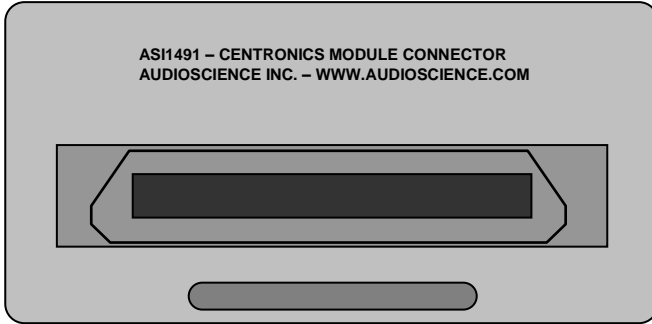 ASI1491 – CENTRONICS MODULE CONNECTOR
AUDIOSCIENCE INC. – WWW.AUDIOSCIENCE.COM